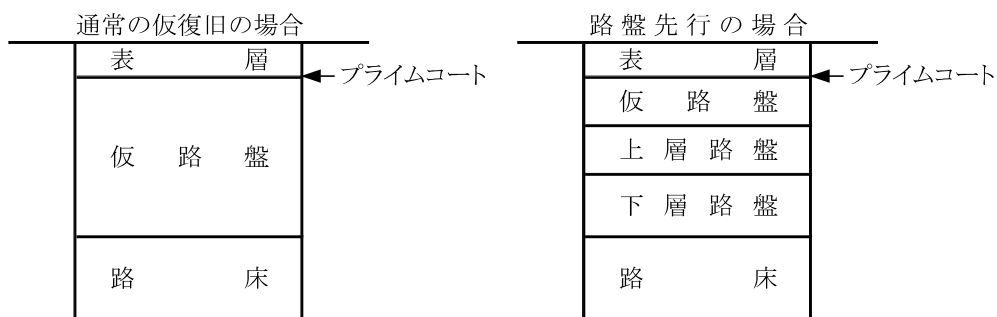 通常の仮復旧の場合
表層
プライムコート
仮路盤
路床
路盤先行の場合
表層
プライムコート
仮路盤
上層路盤
下層路盤
路床